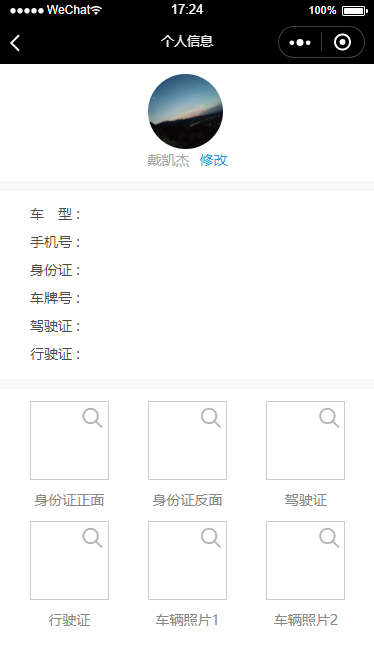 WeChat 17:24 100%
个人信息
戴凯杰 修改
车 型：
手机号：
身份证：
车牌号：
驾驶证：
行驶证：
身份证正面 身份证反面 驾驶证
行驶证 车辆照片1 车辆照片2